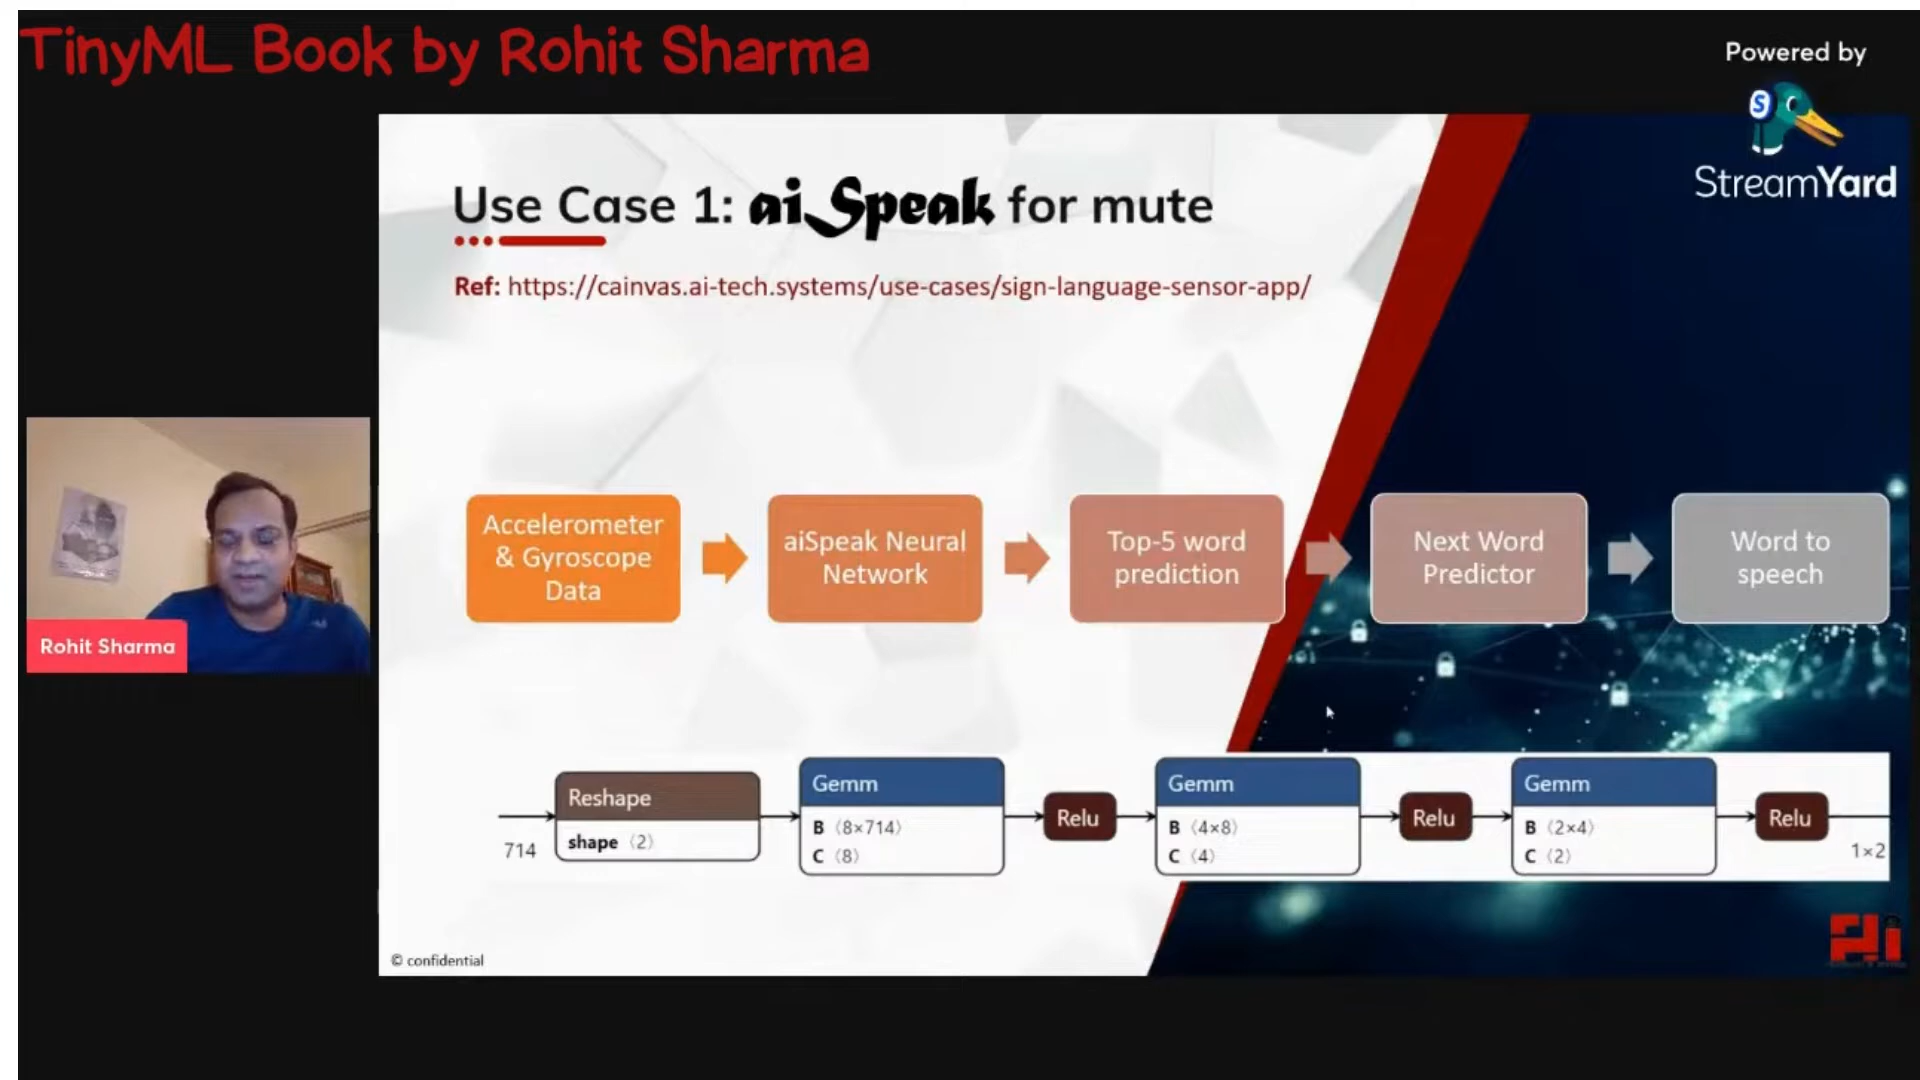 TinyML Book by Rohit Sharma
Powered by
StreamYard
Use Case 1: aiSpeak for mute
Ref: https://cainvas.ai-tech.systems/use-cases/sign-language-sensor-app/
Accelerometer
& Gyroscope
Data
aiSpeak Neural
Network
Top-5 word
prediction
Next Word
Predictor
Word to
speech
Rohit Sharma
714
Reshape
shape ⟨2⟩
Gemm
B ⟨8×714⟩
C ⟨8⟩
Relu
Gemm
B ⟨4×8⟩
C ⟨4⟩
Relu
Gemm
B ⟨2×4⟩
C ⟨2⟩
Relu
1×2
© confidential